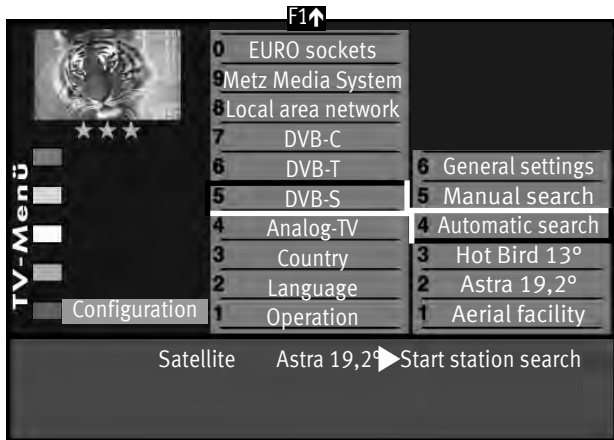 F1↑
TV-Menü
Configuration
0 EURO sockets
9 Metz Media System
8 Local area network
7 DVB-C
6 DVB-T
5 DVB-S
4 Analog-TV
3 Country
2 Language
1 Operation
6 General settings
5 Manual search
4 Automatic search
3 Hot Bird 13°
2 Astra 19,2°
1 Aerial facility
Satellite Astra 19,2° Start station search